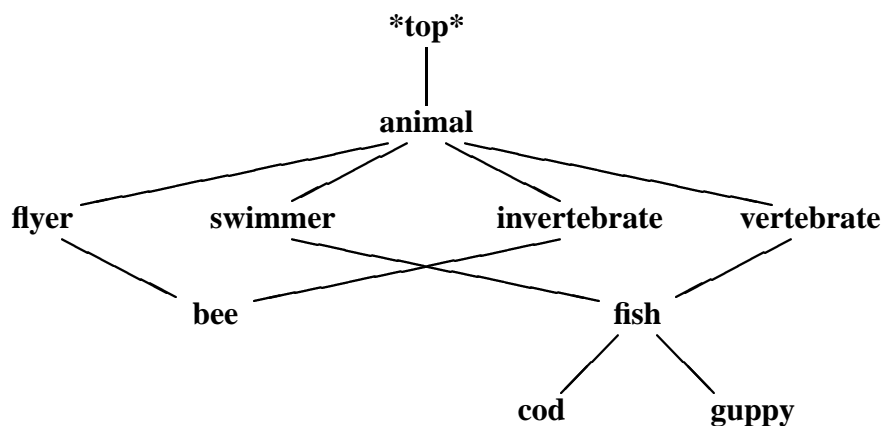 *top*
animal
flyer swimmer invertebrate vertebrate
bee fish
cod guppy